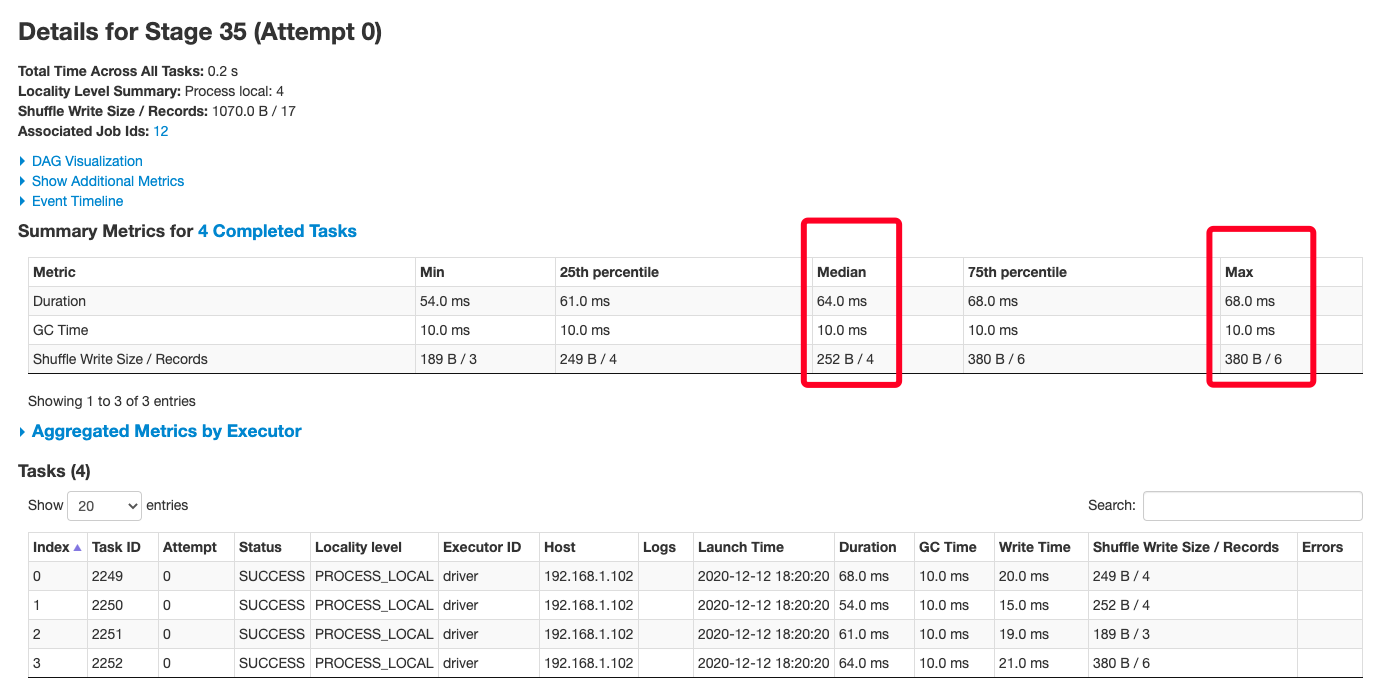 Details for Stage 35 (Attempt 0)
Total Time Across All Tasks: 0.2 s
Locality Level Summary: Process local: 4
Shuffle Write Size / Records: 1070.0 B / 17
Associated Job Ids: 12
DAG Visualization
Show Additional Metrics
Event Timeline
Summary Metrics for 4 Completed Tasks
Metric Min 25th percentile Median 75th percentile Max
Duration 54.0 ms 61.0 ms 64.0 ms 68.0 ms 68.0 ms
GC Time 10.0 ms 10.0 ms 10.0 ms 10.0 ms 10.0 ms
Shuffle Write Size / Records 189 B / 3 249 B / 4 252 B / 4 380 B / 6 380 B / 6
Showing 1 to 3 of 3 entries
Aggregated Metrics by Executor
Tasks (4)
Show 20 entries Search:
Index Task ID Attempt Status Locality level Executor ID Host Logs Launch Time Duration GC Time Write Time Shuffle Write Size / Records Errors
0 2249 0 SUCCESS PROCESS_LOCAL driver 192.168.1.102 2020-12-12 18:20:20 68.0 ms 10.0 ms 20.0 ms 249 B / 4
1 2250 0 SUCCESS PROCESS_LOCAL driver 192.168.1.102 2020-12-12 18:20:20 54.0 ms 10.0 ms 15.0 ms 252 B / 4
2 2251 0 SUCCESS PROCESS_LOCAL driver 192.168.1.102 2020-12-12 18:20:20 61.0 ms 10.0 ms 19.0 ms 189 B / 3
3 2252 0 SUCCESS PROCESS_LOCAL driver 192.168.1.102 2020-12-12 18:20:20 64.0 ms 10.0 ms 21.0 ms 380 B / 6